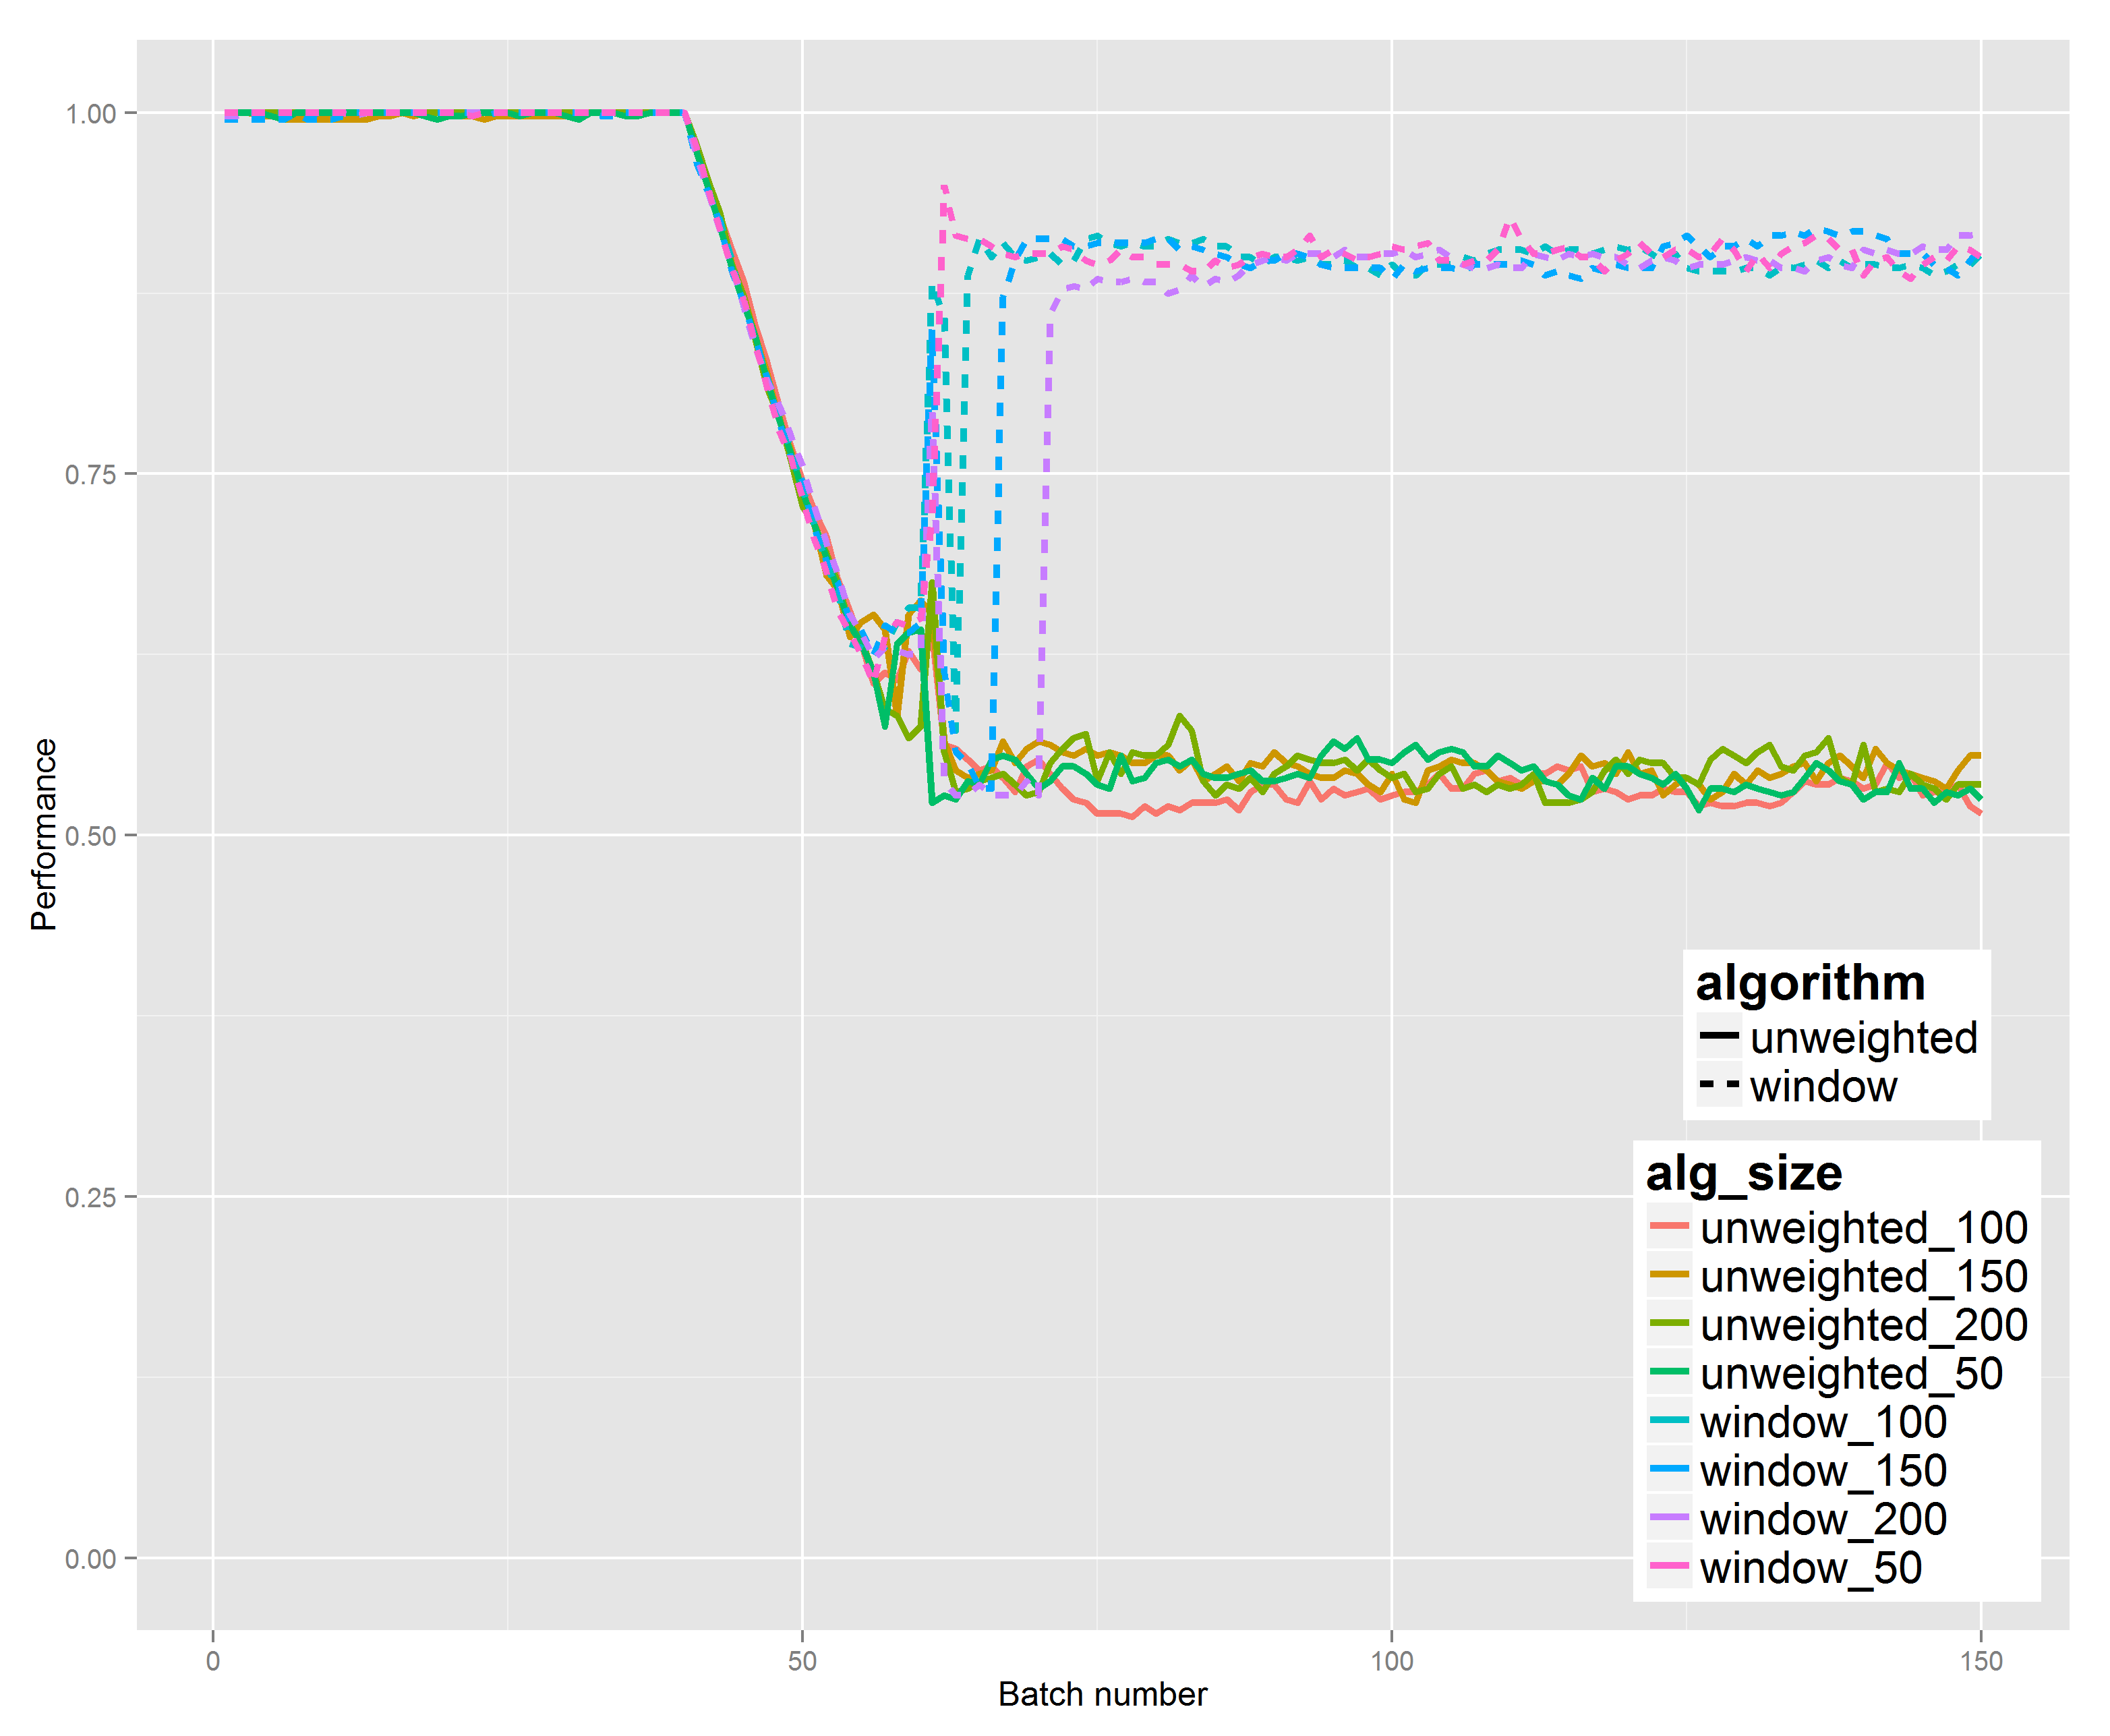 1.00
0.75
0.50
0.25
0.00
Performance
0
50
100
150
Batch number
algorithm
unweighted
window
alg_size
unweighted_100
unweighted_150
unweighted_200
unweighted_50
window_100
window_150
window_200
window_50